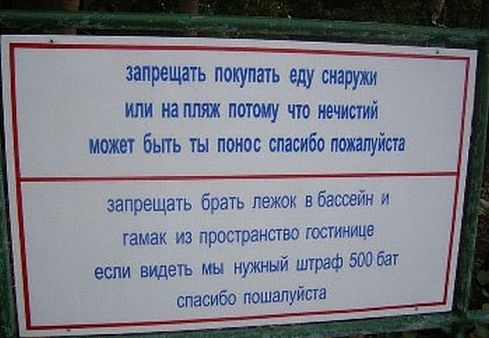 запрещать покупать еду снаружи
или на пляж потому что нечистий
может быть ты понос спасибо пожалуйста
запрещать брать лежок в бассейн и
гамак из пространство гостинице
если видеть мы нужный штраф 500 бат
спасибо пошалуйста